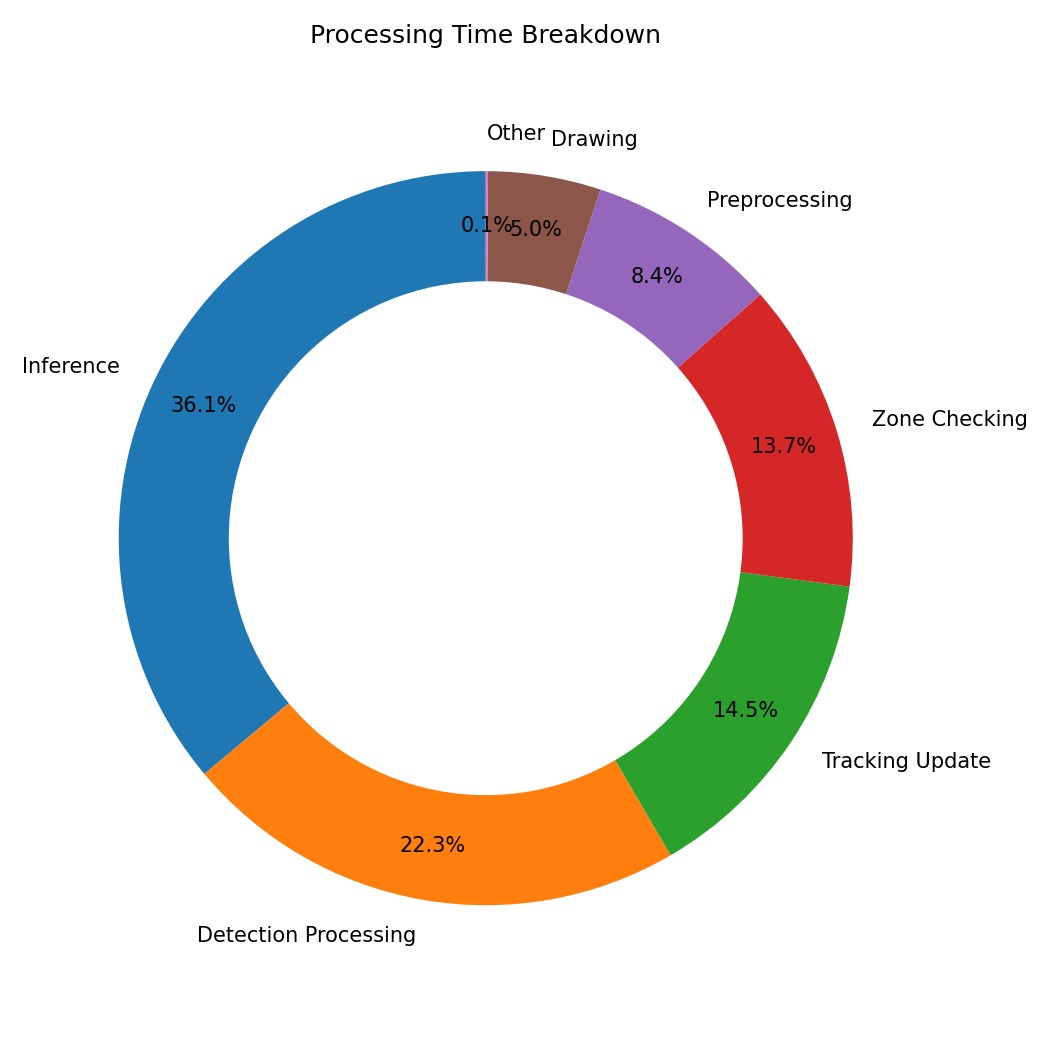 Processing Time Breakdown
Other
Drawing
Preprocessing
0.1%
5.0%
8.4%
Inference
36.1%
Zone Checking
13.7%
14.5%
Tracking Update
22.3%
Detection Processing